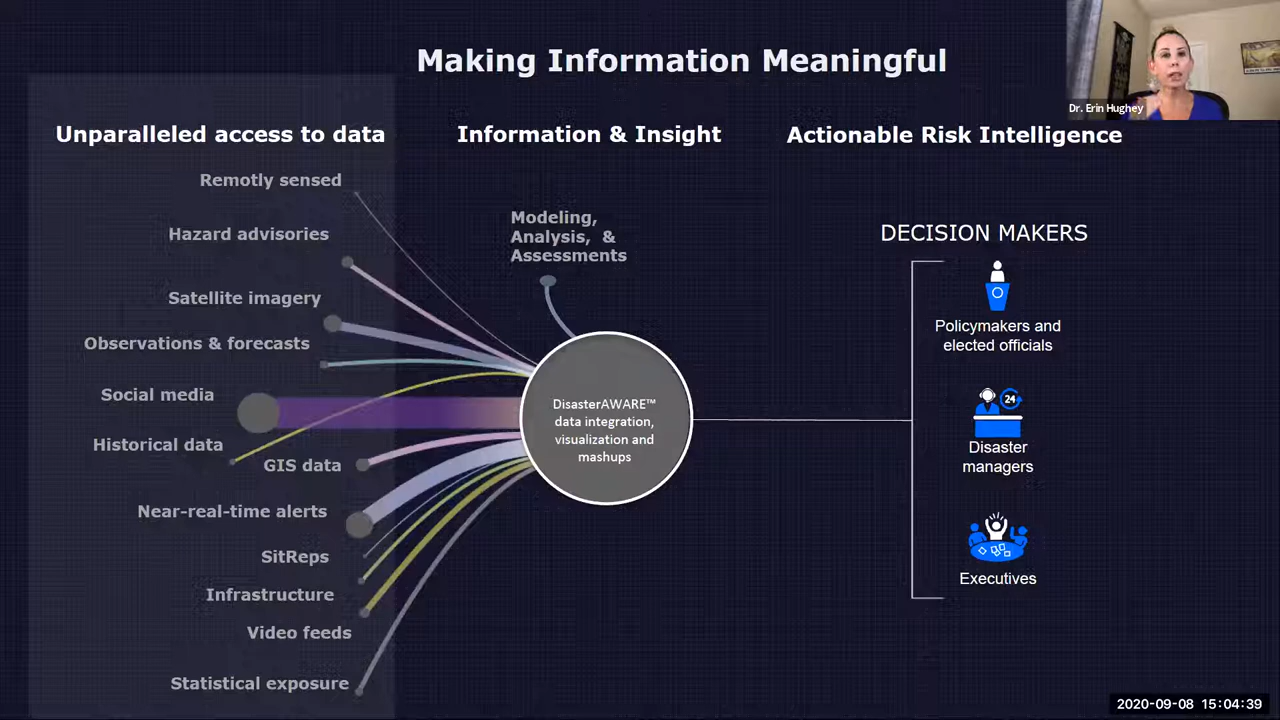 Making Information Meaningful
Dr. Erin Hughey
Unparalleled access to data
Information & Insight
Actionable Risk Intelligence
Remotly sensed
Hazard advisories
Satellite imagery
Observations & forecasts
Social media
Historical data
GIS data
Near-real-time alerts
SitReps
Infrastructure
Video feeds
Statistical exposure
Modeling,
Analysis, &
Assessments
DisasterAWARE™
data integration,
visualization and
mashups
DECISION MAKERS
Policymakers and
elected officials
24
Disaster
managers
Executives
2020-09-08 15:04:39